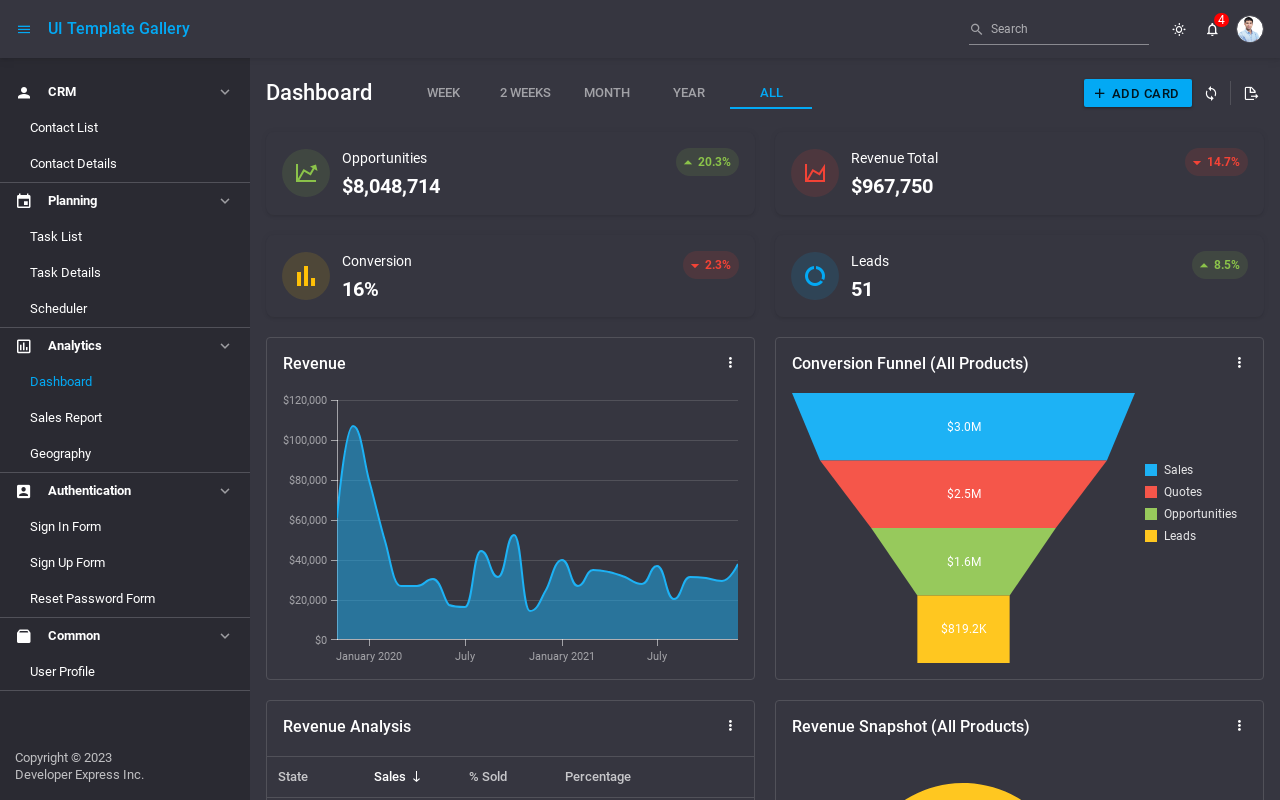 UI Template Gallery
Search
4
CRM
Contact List
Contact Details
Planning
Task List
Task Details
Scheduler
Analytics
Dashboard
Sales Report
Geography
Authentication
Sign In Form
Sign Up Form
Reset Password Form
Common
User Profile
Copyright © 2023
Developer Express Inc.
Dashboard
WEEK
2 WEEKS
MONTH
YEAR
ALL
ADD CARD
Opportunities
$8,048,714
20.3%
Revenue Total
$967,750
14.7%
Conversion
16%
2.3%
Leads
51
8.5%
Revenue
$120,000
$100,000
$80,000
$60,000
$40,000
$20,000
$0
January 2020
July
January 2021
July
Conversion Funnel (All Products)
$3.0M
$2.5M
$1.6M
$819.2K
Sales
Quotes
Opportunities
Leads
Revenue Analysis
State
Sales
% Sold
Percentage
Revenue Snapshot (All Products)